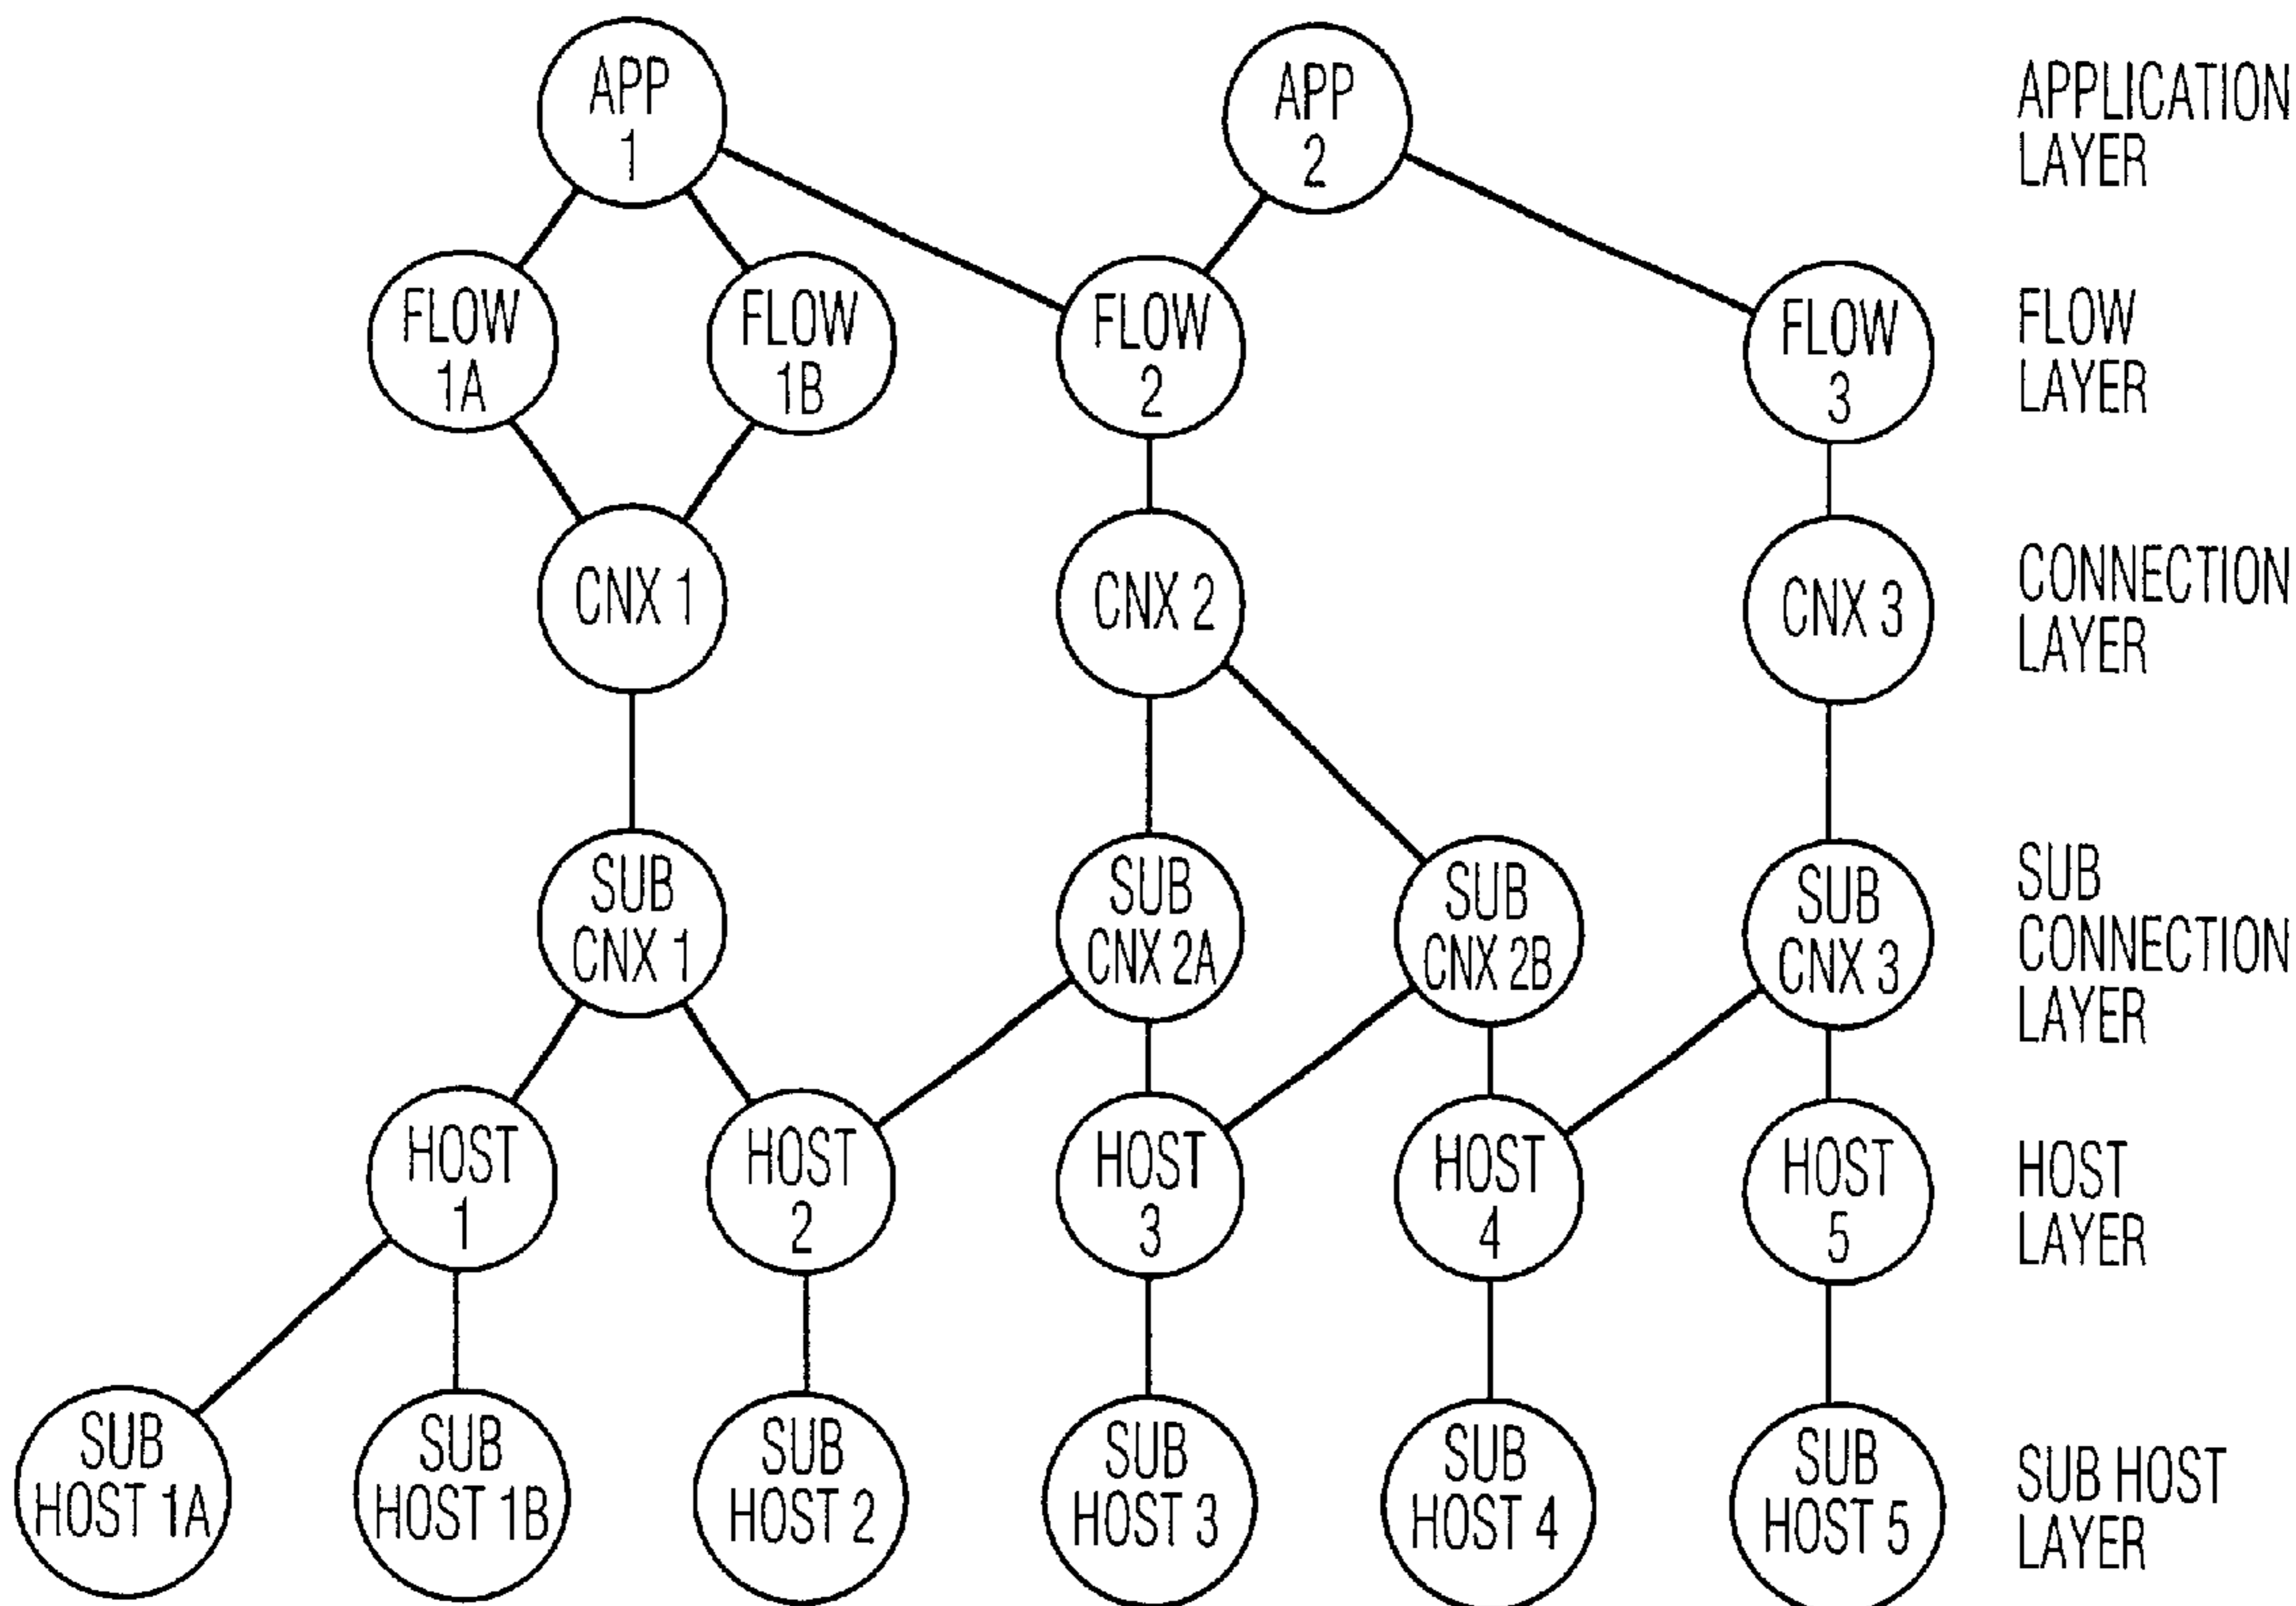 APP
1
APP
2
APPLICATION
LAYER
FLOW
1A
FLOW
1B
FLOW
2
FLOW
3
FLOW
LAYER
CNX 1
CNX 2
CNX 3
CONNECTION
LAYER
SUB
CNX 1
SUB
CNX 2A
SUB
CNX 2B
SUB
CNX 3
SUB
CONNECTION
LAYER
HOST
1
HOST
2
HOST
3
HOST
4
HOST
5
HOST
LAYER
SUB
HOST 1A
SUB
HOST 1B
SUB
HOST 2
SUB
HOST 3
SUB
HOST 4
SUB
HOST 5
SUB HOST
LAYER